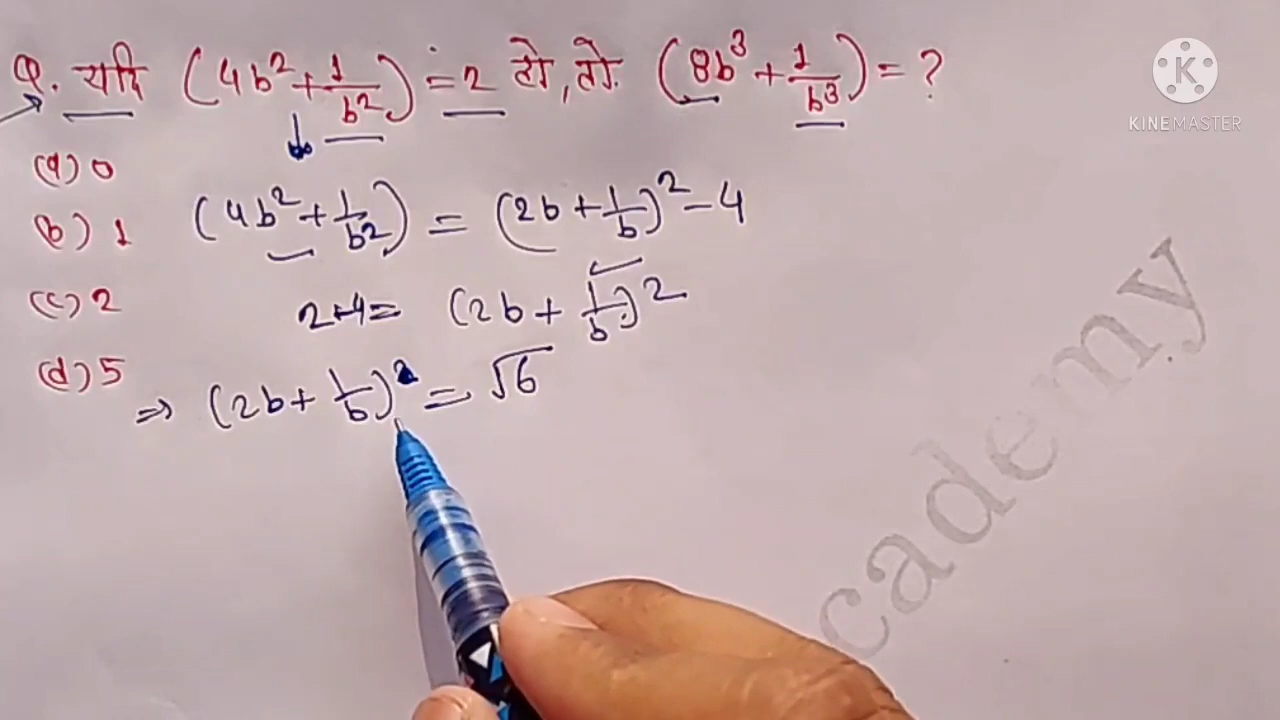 Q. यदि (4b²+1/b²) = 2 हो, तो (8b³+1/b³) = ?
(a) 0
(b) 1
(c) 2
(d) 5
(4b²+1/b²) = (2b+1/b)²-4
2+4= (2b+1/b)²
⇒ (2b+1/b)² = √6
K
KINEMASTER
cademy